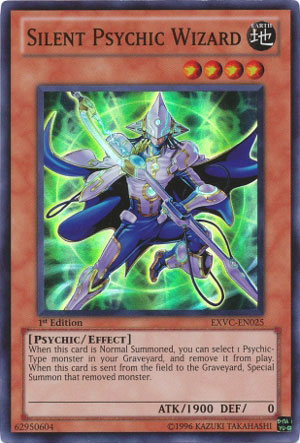 SILENT PSYCHIC WIZARD
EARTH
地
1st Edition
EXVC-EN025
[PSYCHIC/EFFECT]
When this card is Normal Summoned, you can select 1 Psychic-
Type monster in your Graveyard, and remove it from play.
When this card is sent from the field to the Graveyard, Special
Summon that removed monster.
ATK/1900 DEF/ 0
62950604
©1996 KAZUKI TAKAHASHI